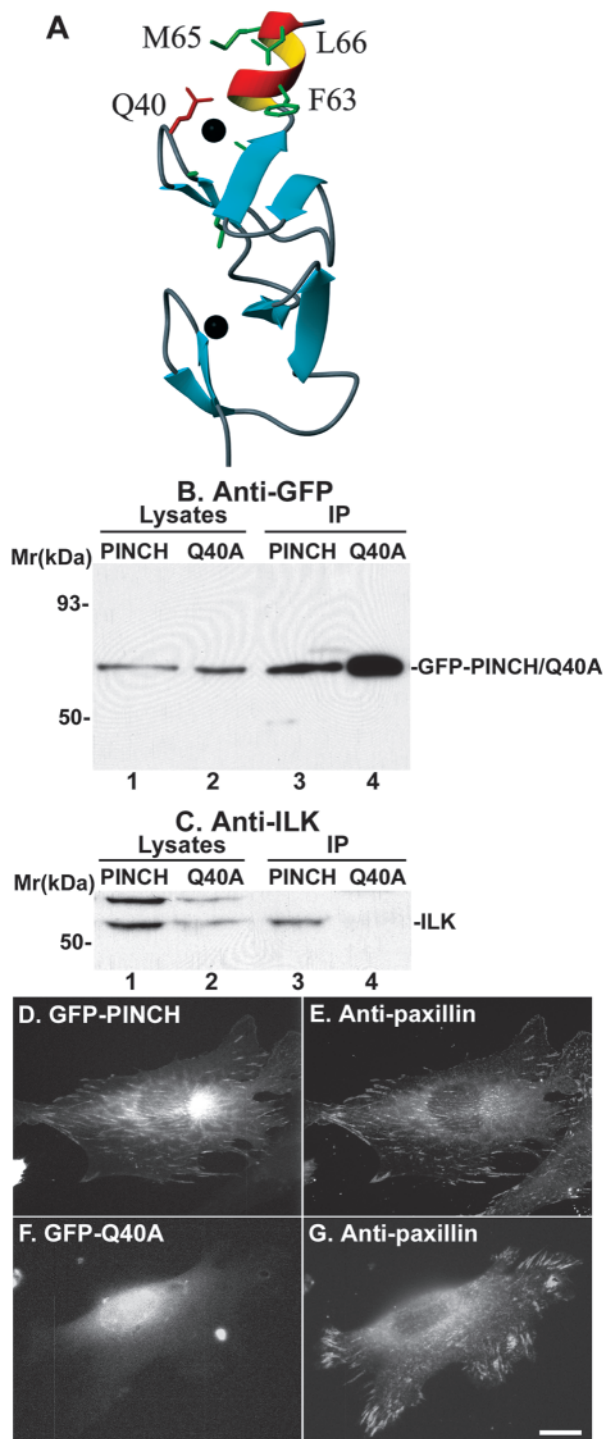 A
M65
L66
Q40
F63
B. Anti-GFP
Lysates IP
Mr(kDa) PINCH Q40A PINCH Q40A
93-
-GFP-PINCH/Q40A
50-
1 2 3 4
C. Anti-ILK
Lysates IP
Mr(kDa) PINCH Q40A PINCH Q40A
-ILK
50-
1 2 3 4
D. GFP-PINCH E. Anti-paxillin
F. GFP-Q40A G. Anti-paxillin